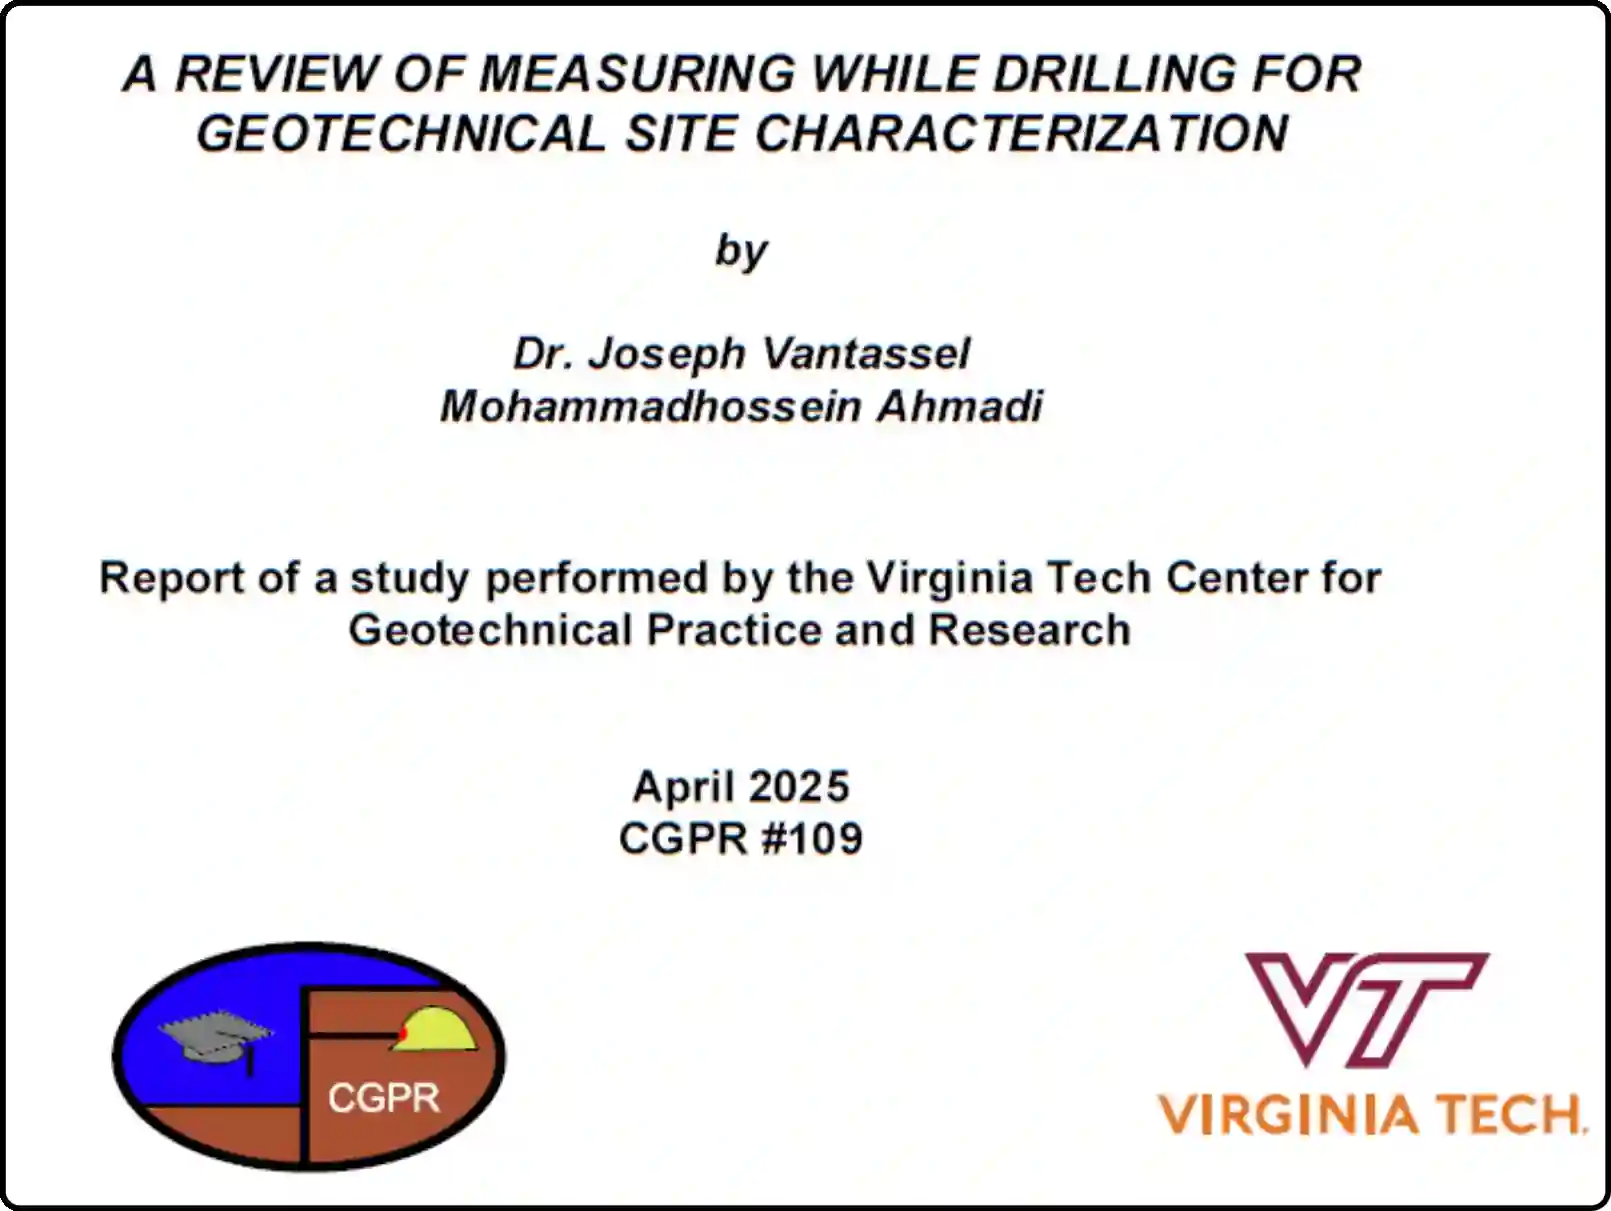 A REVIEW OF MEASURING WHILE DRILLING FOR
GEOTECHNICAL SITE CHARACTERIZATION
by
Dr. Joseph Vantassel
Mohammadhossein Ahmadi
Report of a study performed by the Virginia Tech Center for
Geotechnical Practice and Research
April 2025
CGPR #109
CGPR
VT
VIRGINIA TECH.